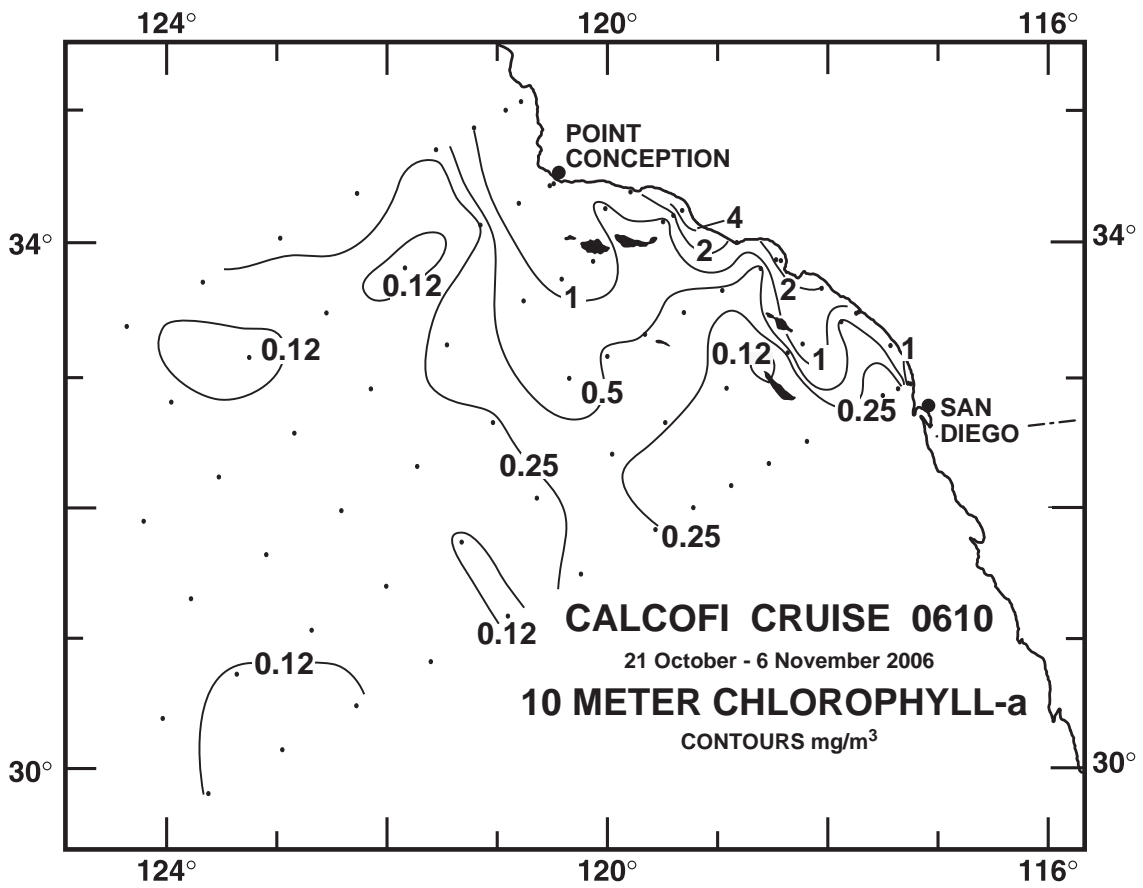 124° 120° 116°
POINT
CONCEPTION
4
34° 34°
2
0.12
2
1
0.12
0.12
1
1
0.5
0.25
SAN
DIEGO
0.25
0.25
CALCOFI CRUISE 0610
0.12
21 October - 6 November 2006
0.12
10 METER CHLOROPHYLL-a
CONTOURS mg/m³
30° 30°
124° 120° 116°